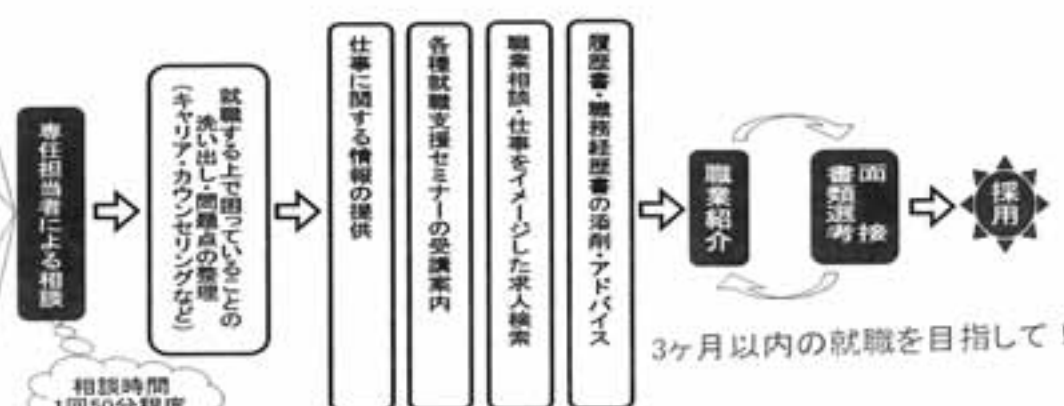 専任担当者による相談
相談時間
1回50分程度
就職する上で困っていることの
洗い出し・問題点の整理
(キャリア・カウンセリングなど)
仕事に関する情報の提供
各種就職支援セミナーの受講案内
職業相談・仕事をイメージした求人検索
履歴書・職務経歴書の添削・アドバイス
職業紹介
面接
書類選考
採用
3ヶ月以内の就職を目指して!